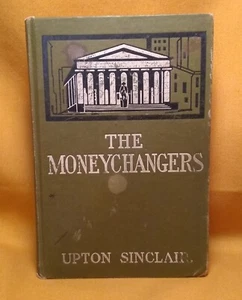 THE
MONEYCHANGERS
UPTON SINCLAIR.